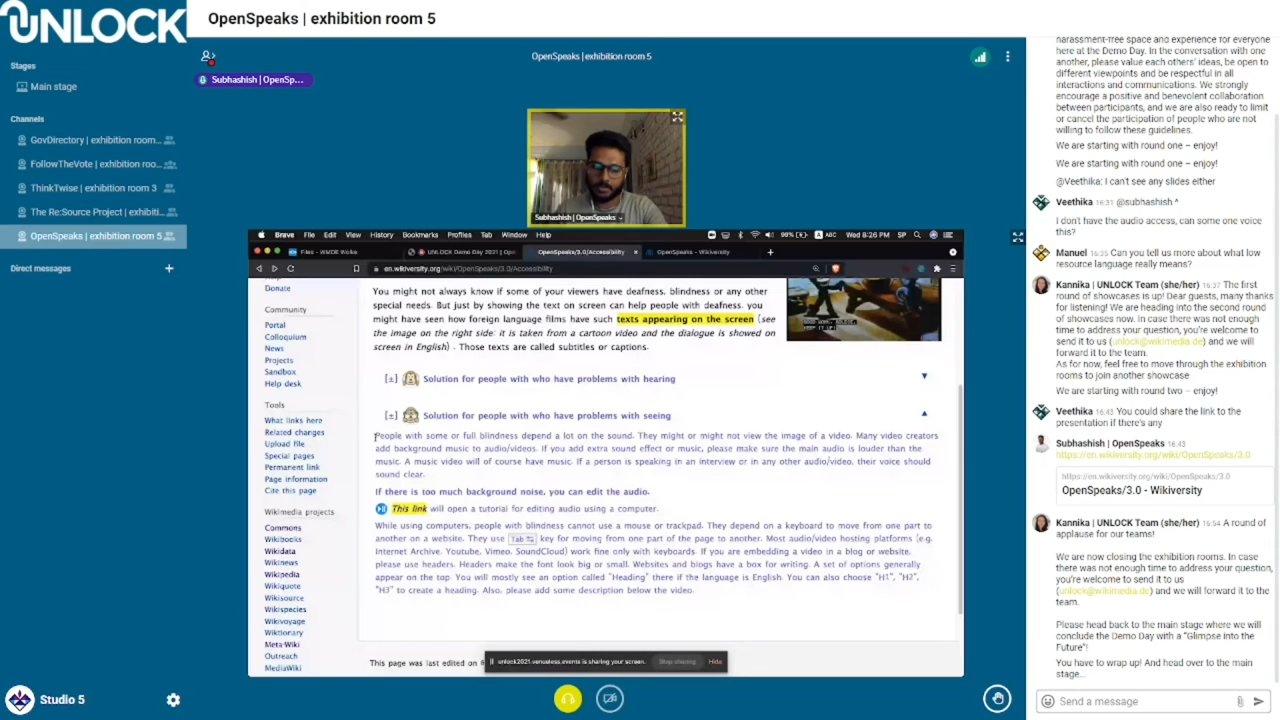 UNLOCK
OpenSpeaks | exhibition room 5
Stages
Main stage
Channels
GovDirectory | exhibition room...
FollowTheVote | exhibition roo...
ThinkTwise | exhibition room 3
The Re:Source Project | exhibiti...
OpenSpeaks | exhibition room 5
Direct messages
Studio 5
OpenSpeaks | exhibition room 5
Subhashish | OpenSp...
Subhashish | OpenSpeaks
Brave File Edit View History Bookmarks Profiles Tab Window Help
ABC Wed 8:26 PM SP
Files - WMDE Wolke
UNLOCK Demo Day 2021 | Op
OpenSpeaks/3.0/Accessibility
OpenSpeaks - Wikiversity
en.wikiversity.org/wiki/OpenSpeaks/3.0/Accessibility
Donate
Community
Portal
Colloquium
News
Projects
Sandbox
Help desk
Tools
What links here
Related changes
Upload file
Special pages
Permanent link
Page information
Cite this page
Wikimedia projects
Commons
Wikibooks
Wikidata
Wikinews
Wikipedia
Wikiquote
Wikisource
Wikispecies
Wikivoyage
Wiktionary
Meta-Wiki
Outreach
MediaWiki
You might not always know if some of your viewers have deafness, blindness or any other
special needs. But just by showing the text on screen can help people with deafness. you
might have seen how foreign language films have such texts appearing on the screen (see
the image on the right side: it is taken from a cartoon video and the dialogue is showed on
screen in English) . Those texts are called subtitles or captions.
[±] Solution for people with who have problems with hearing
[±] Solution for people with who have problems with seeing
People with some or full blindness depend a lot on the sound. They might or might not view the image of a video. Many video creators
add background music to audio/videos. If you add extra sound effect or music, please make sure the main audio is louder than the
music. A music video will of course have music. If a person is speaking in an interview or in any other audio/video, their voice should
sound clear.
If there is too much background noise, you can edit the audio.
This link will open a tutorial for editing audio using a computer.
While using computers, people with blindness cannot use a mouse or trackpad. They depend on a keyboard to move from one part to
another on a website. They use Tab key for moving from one part of the page to another. Most audio/video hosting platforms (e.g.
Internet Archive, Youtube, Vimeo, SoundCloud) work fine only with keyboards. If you are embedding a video in a blog or website,
please use headers. Headers make the font look big or small. Websites and blogs have a box for writing. A set of options generally
appear on the top. You will mostly see an option called "Heading" there if the language is English. You can also choose "H1", "H2",
"H3" to create a heading. Also, please add some description below the video.
This page was last edited on
unlock2021.venueless.events is sharing your screen.
Stop sharing
Hide
harassment-free space and experience for everyone
here at the Demo Day. In the conversation with one
another, please value each others' ideas, be open to
different viewpoints and be respectful in all
interactions and communications. We strongly
encourage a positive and benevolent collaboration
between participants, and we are also ready to limit
or cancel the participation of people who are not
willing to follow these guidelines.
We are starting with round one – enjoy!
We are starting with round one – enjoy!
@Veethika: I can't see any slides either
Veethika 16:31 @subhashish ^
I don't have the audio access, can some one voice
this?
Manuel 16:35 Can you tell us more about what low
resource language really means?
Kannika | UNLOCK Team (she/her) 16:37 The first
round of showcases is up! Dear guests, many thanks
for listening! We are heading into the second round
of showcases now. In case there was not enough
time to address your question, you're welcome to
send it to us (unlock@wikimedia.de) and we will
forward it to the team.
As for now, feel free to move through the exhibition
rooms to join another showcase
We are starting with round two – enjoy!
Veethika 16:43 You could share the link to the
presentation if there's any
Subhashish | OpenSpeaks 16:43
https://en.wikiversity.org/wiki/OpenSpeaks/3.0
https://en.wikiversity.org/wiki/OpenSpeaks/3.0
OpenSpeaks/3.0 - Wikiversity
Kannika | UNLOCK Team (she/her) 16:54 A round of
applause for our teams!
We are now closing the exhibition rooms. In case
there was not enough time to address your question,
you're welcome to send it to us
(unlock@wikimedia.de) and we will forward it to the
team.
Please head back to the main stage where we will
conclude the Demo Day with a "Glimpse into the
Future"!
You have to wrap up! And head over to the main
stage...
Send a message